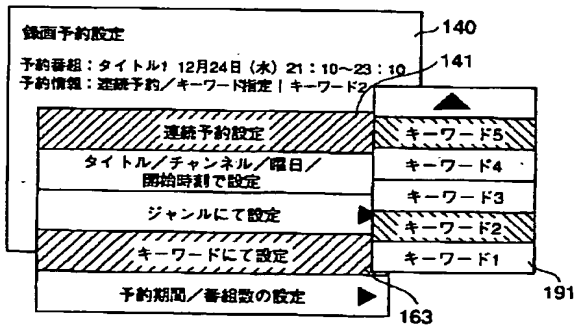 録画予約設定
140
予約番組：タイトル1 12月24日（水）21：10～23：10
141
予約情報：連続予約／キーワード指定｜キーワード2
連続予約設定
タイトル／チャンネル／曜日／
開始時刻で設定
ジャンルにて設定
キーワードにて設定
163
予約期間／番組数の設定
キーワード5
キーワード4
キーワード3
キーワード2
キーワード1
191